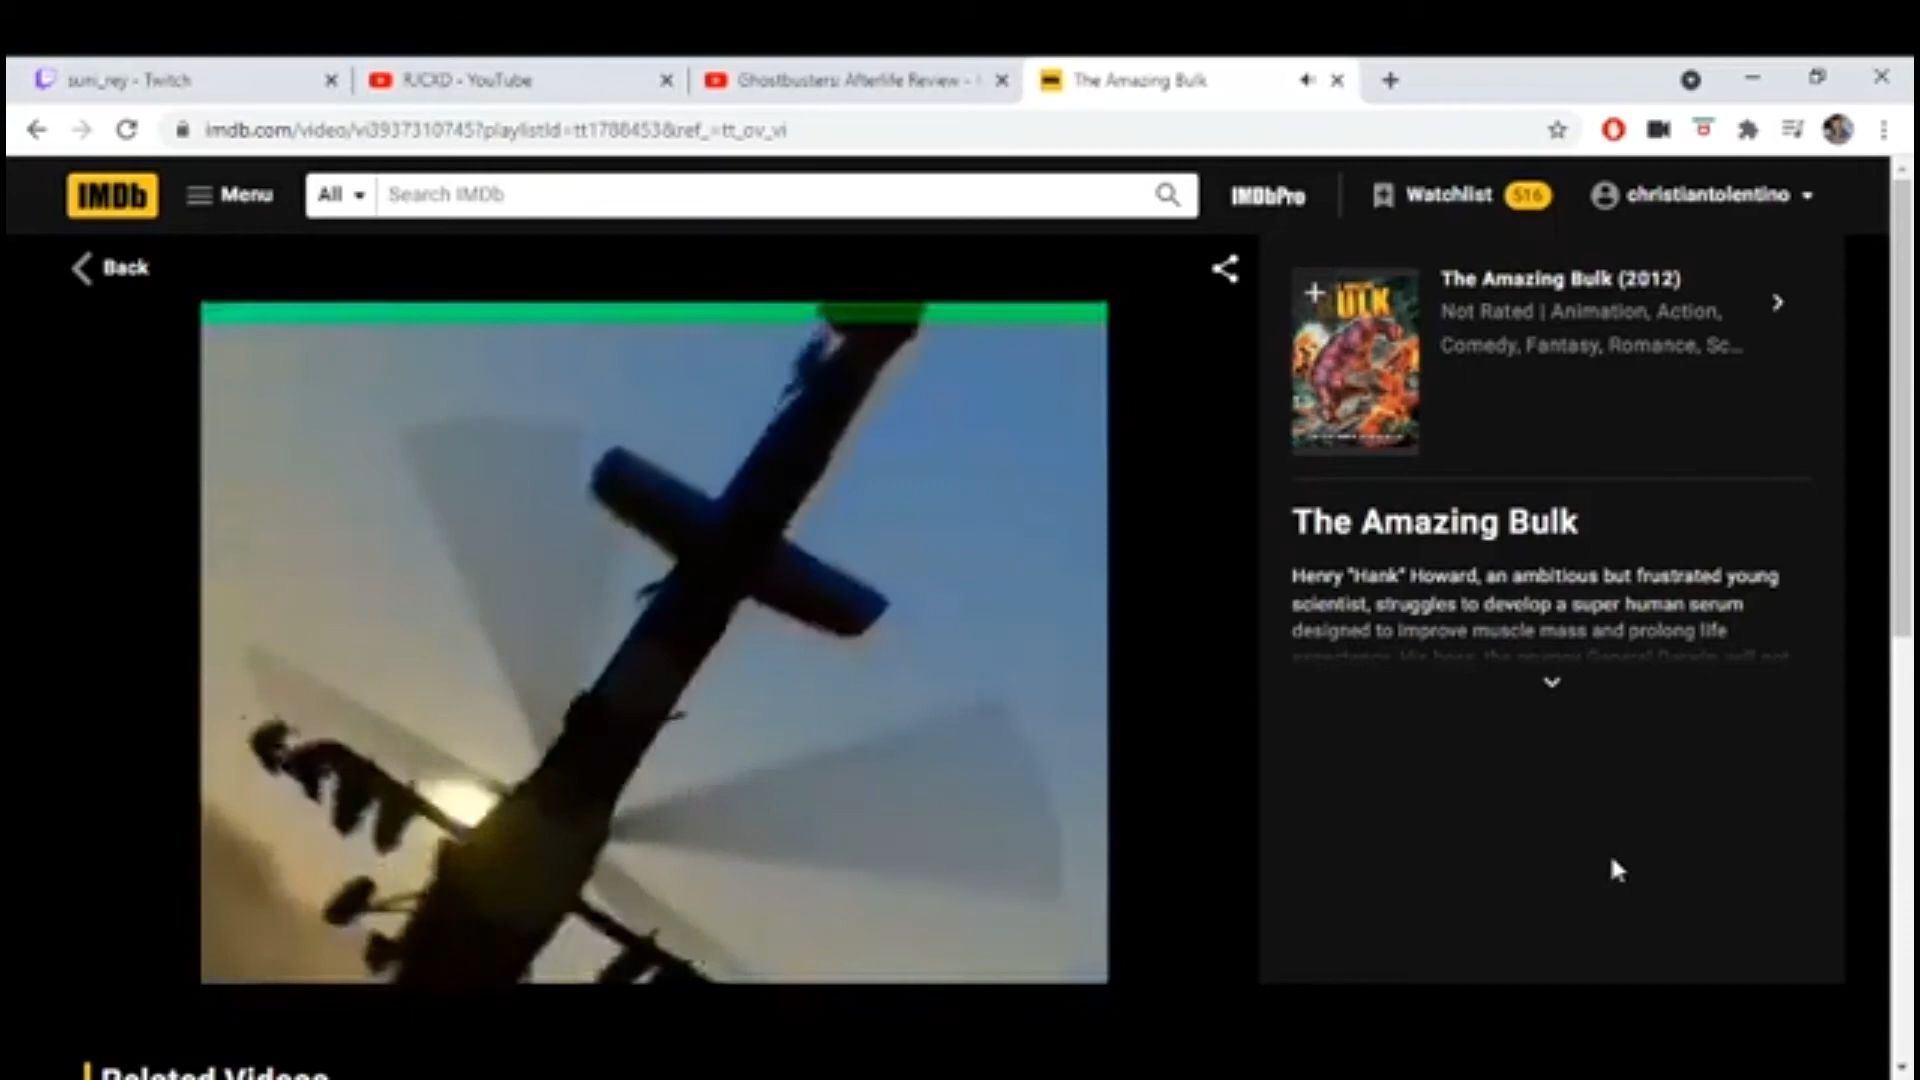 suni_rey - Twitch
RJCXD - YouTube
Ghostbusters: Afterlife Review -
The Amazing Bulk
imdb.com/video/vi3937310745?playlistId=tt1788453&ref_=tt_ov_vi
IMDb
Menu
All
Search IMDb
IMDbPro
Watchlist
516
christiantolentino
Back
ULK
The Amazing Bulk (2012)
Not Rated | Animation, Action,
Comedy, Fantasy, Romance, Sc...
The Amazing Bulk
Henry "Hank" Howard, an ambitious but frustrated young
scientist, struggles to develop a super human serum
designed to improve muscle mass and prolong life
Related Videos